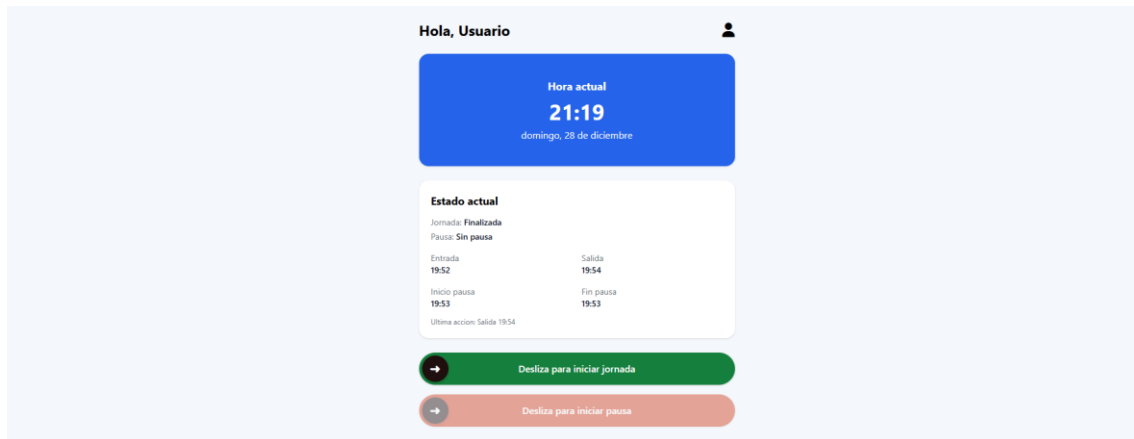 Hola, Usuario
Hora actual
21:19
domingo, 28 de diciembre
Estado actual
Jornada: Finalizada
Pausa: Sin pausa
Entrada Salida
19:52 19:54
Inicio pausa Fin pausa
19:53 19:53
Ultima accion: Salida 19:54
Desliza para iniciar jornada
Desliza para iniciar pausa